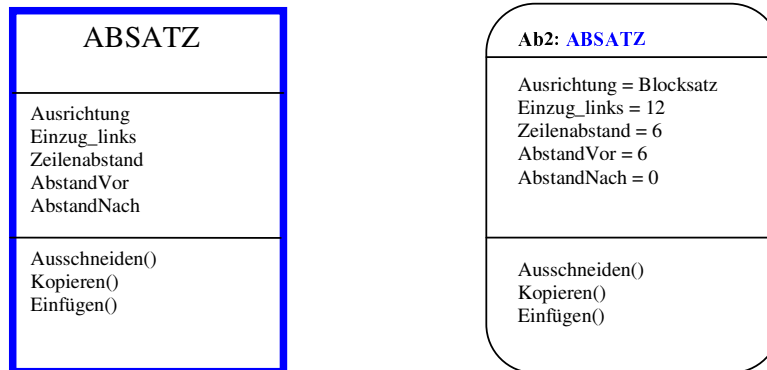 ABSATZ
Ausrichtung
Einzug_links
Zeilenabstand
AbstandVor
AbstandNach
Ausschneiden()
Kopieren()
Einfügen()
Ab2: ABSATZ
Ausrichtung = Blocksatz
Einzug_links = 12
Zeilenabstand = 6
AbstandVor = 6
AbstandNach = 0
Ausschneiden()
Kopieren()
Einfügen()